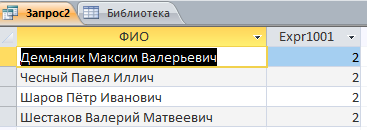 Запрос2 Библиотека
ФИО Expr1001
Демьяник Максим Валерьевич 2
Чесный Павел Иллич 2
Шаров Пётр Иванович 2
Шестаков Валерий Матвеевич 2